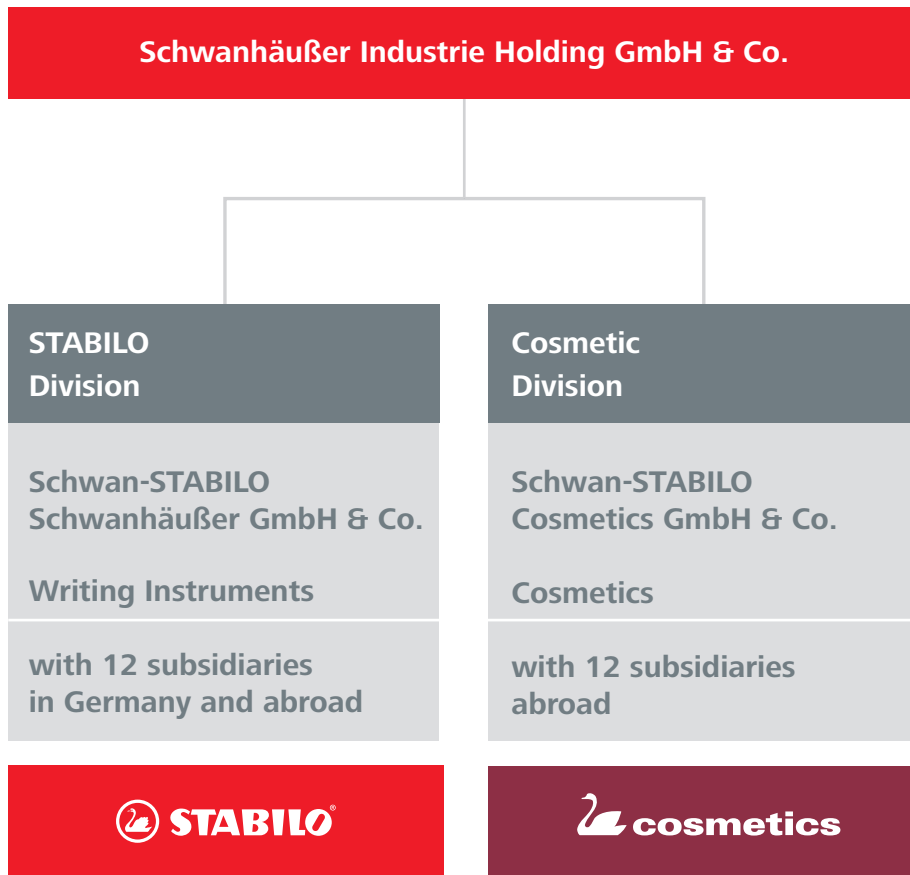 Schwanhäußer Industrie Holding GmbH & Co.
STABILO
Division
Schwan-STABILO
Schwanhäußer GmbH & Co.
Writing Instruments
with 12 subsidiaries
in Germany and abroad
STABILO®
Cosmetic
Division
Schwan-STABILO
Cosmetics GmbH & Co.
Cosmetics
with 12 subsidiaries
abroad
cosmetics